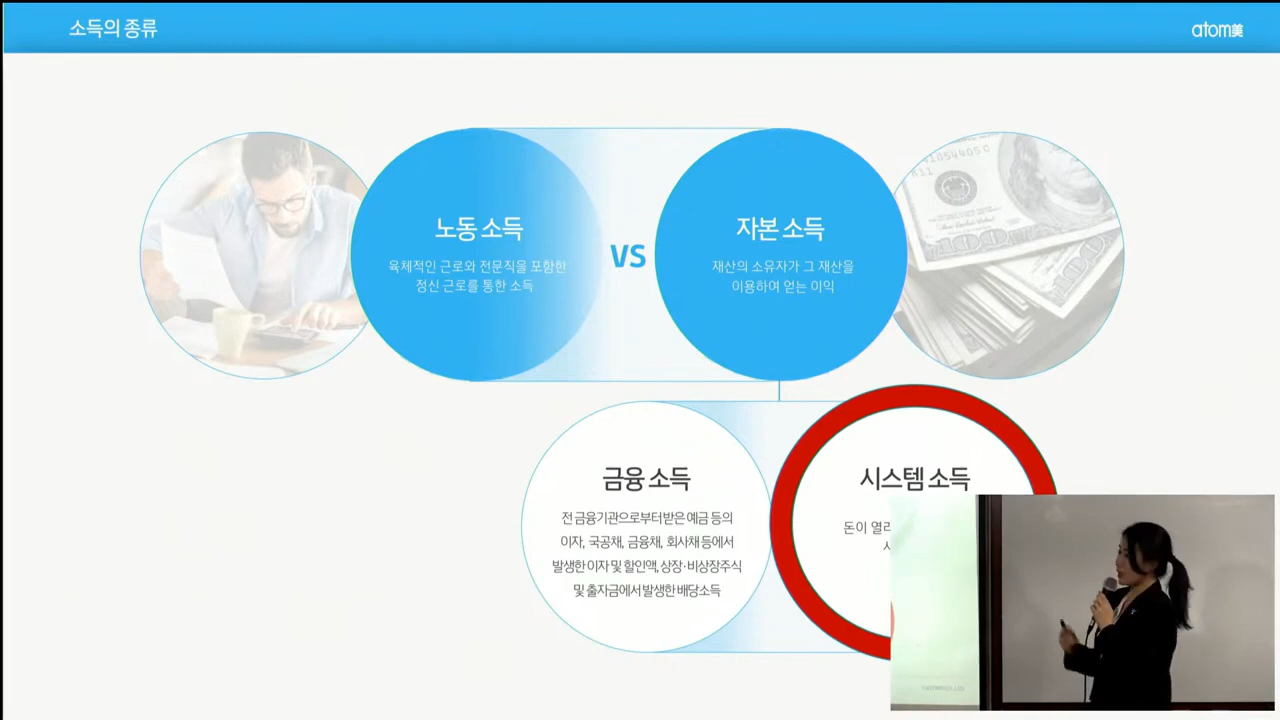 소득의 종류
atom美
노동 소득
육체적인 근로와 전문직을 포함한
정신 근로를 통한 소득
VS
자본 소득
재산의 소유자가 그 재산을
이용하여 얻는 이익
금융 소득
전 금융기관으로부터 받은 예금 등의
이자, 국공채, 금융채, 회사채 등에서
발생한 이자 및 할인액, 상장·비상장주식
및 출자금에서 발생한 배당소득
시스템 소득
돈이 열리
100
100